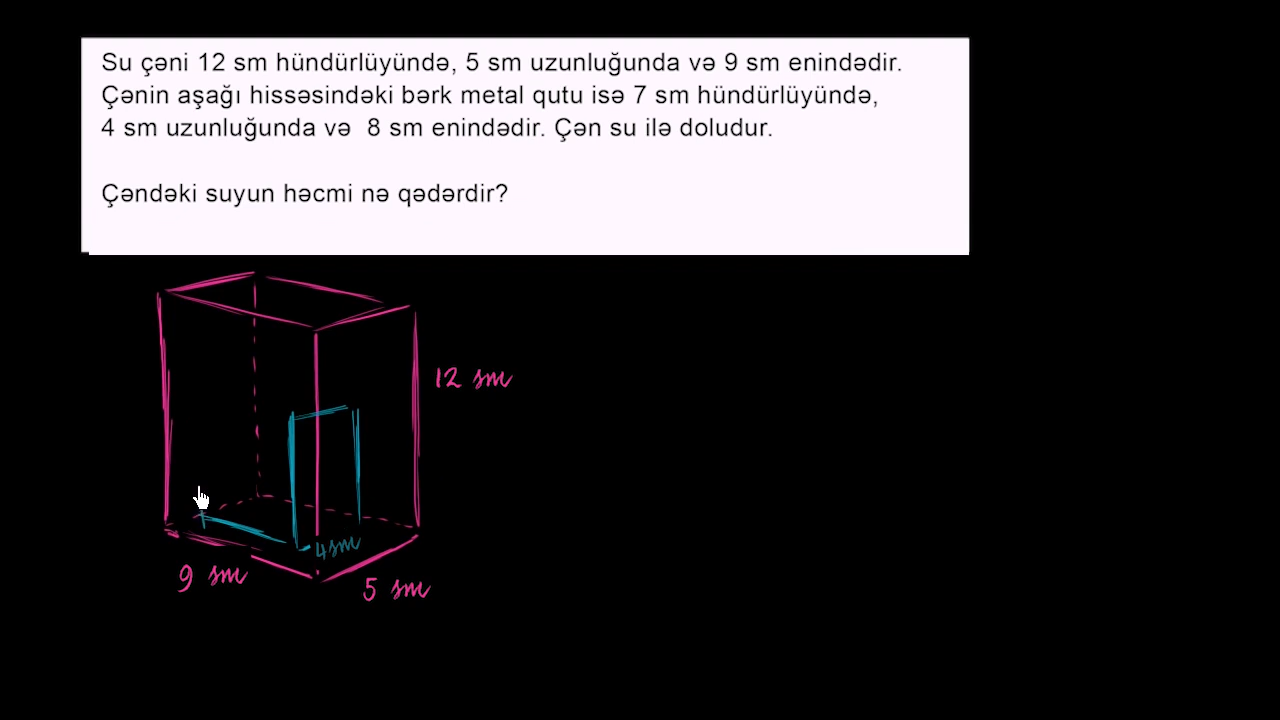 Su çəni 12 sm hündürlüyündə, 5 sm uzunluğunda və 9 sm enindədir.
Çənin aşağı hissəsindəki bərk metal qutu isə 7 sm hündürlüyündə,
4 sm uzunluğunda və 8 sm enindədir. Çən su ilə doludur.
Çəndəki suyun həcmi nə qədərdir?
12 sm
4sm
9 sm
5 sm